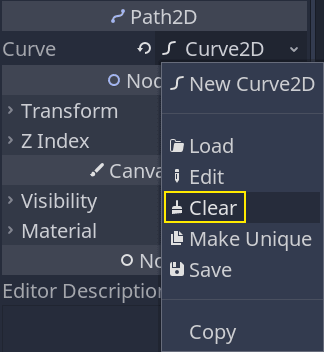 Path2D
Curve Curve2D
Nod
New Curve2D
Transform
Load
Z Index
Edit
Canva
Clear
Visibility
Make Unique
Material
Save
No
Editor Description
Copy